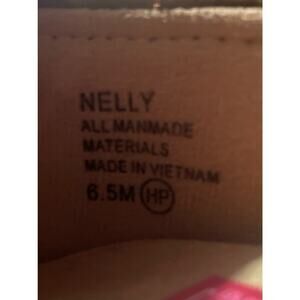 NELLY
ALL MANMADE
MATERIALS
MADE IN VIETNAM
6.5M HP